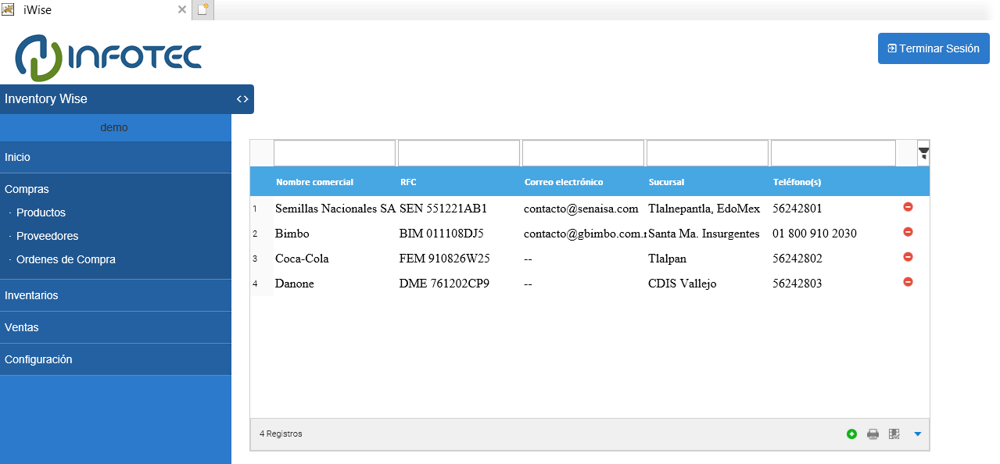 iWise
INFOTEC
Terminar Sesión
Inventory Wise <>
demo
Inicio
Compras
· Productos
· Proveedores
· Ordenes de Compra
Inventarios
Ventas
Configuración
Nombre comercial RFC Correo electrónico Sucursal Teléfono(s)
1 Semillas Nacionales SA SEN 551221AB1 contacto@senaisa.com Tlalnepantla, EdoMex 56242801
2 Bimbo BIM 011108DJ5 contacto@gbimbo.com. Santa Ma. Insurgentes 01 800 910 2030
3 Coca-Cola FEM 910826W25 -- Tlalpan 56242802
4 Danone DME 761202CP9 -- CDIS Vallejo 56242803
4 Registros